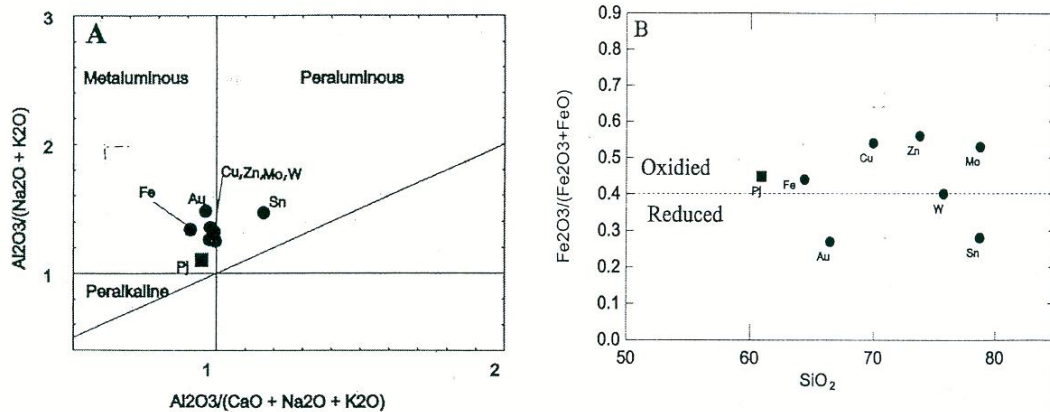 A
3
2
1
1
2
Metaluminous
Peraluminous
Peralkaline
Cu,Zn,Mo,W
Fe
Au
Sn
Pj
Al2O3/(Na2O + K2O)
Al2O3/(CaO + Na2O + K2O)
B
0.9
0.8
0.7
0.6
0.5
0.4
0.3
0.2
0.1
0.0
50
60
70
80
Oxidied
Reduced
Pj
Fe
Cu
Zn
Mo
W
Au
Sn
Fe2O3/(Fe2O3+FeO)
SiO2